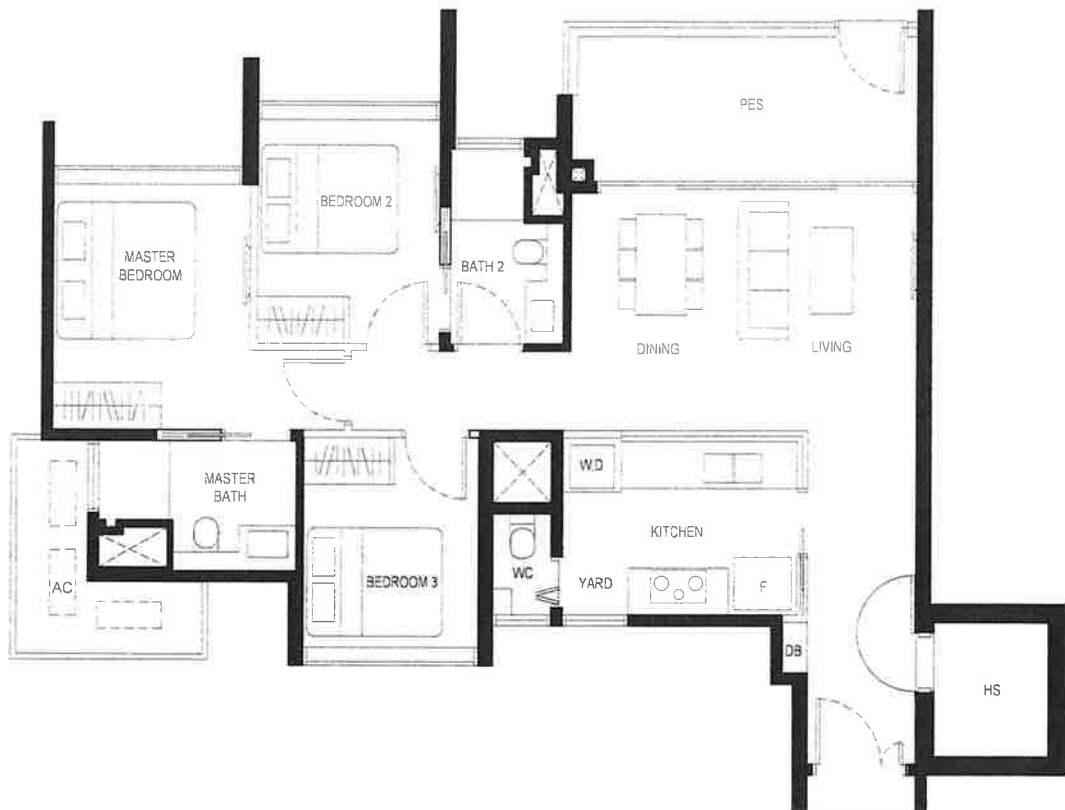 PES
BEDROOM 2
MASTER
BEDROOM
BATH 2
DINING
LIVING
W.D
MASTER
BATH
KITCHEN
WC
YARD
F
BEDROOM 3
AC
DB
HS